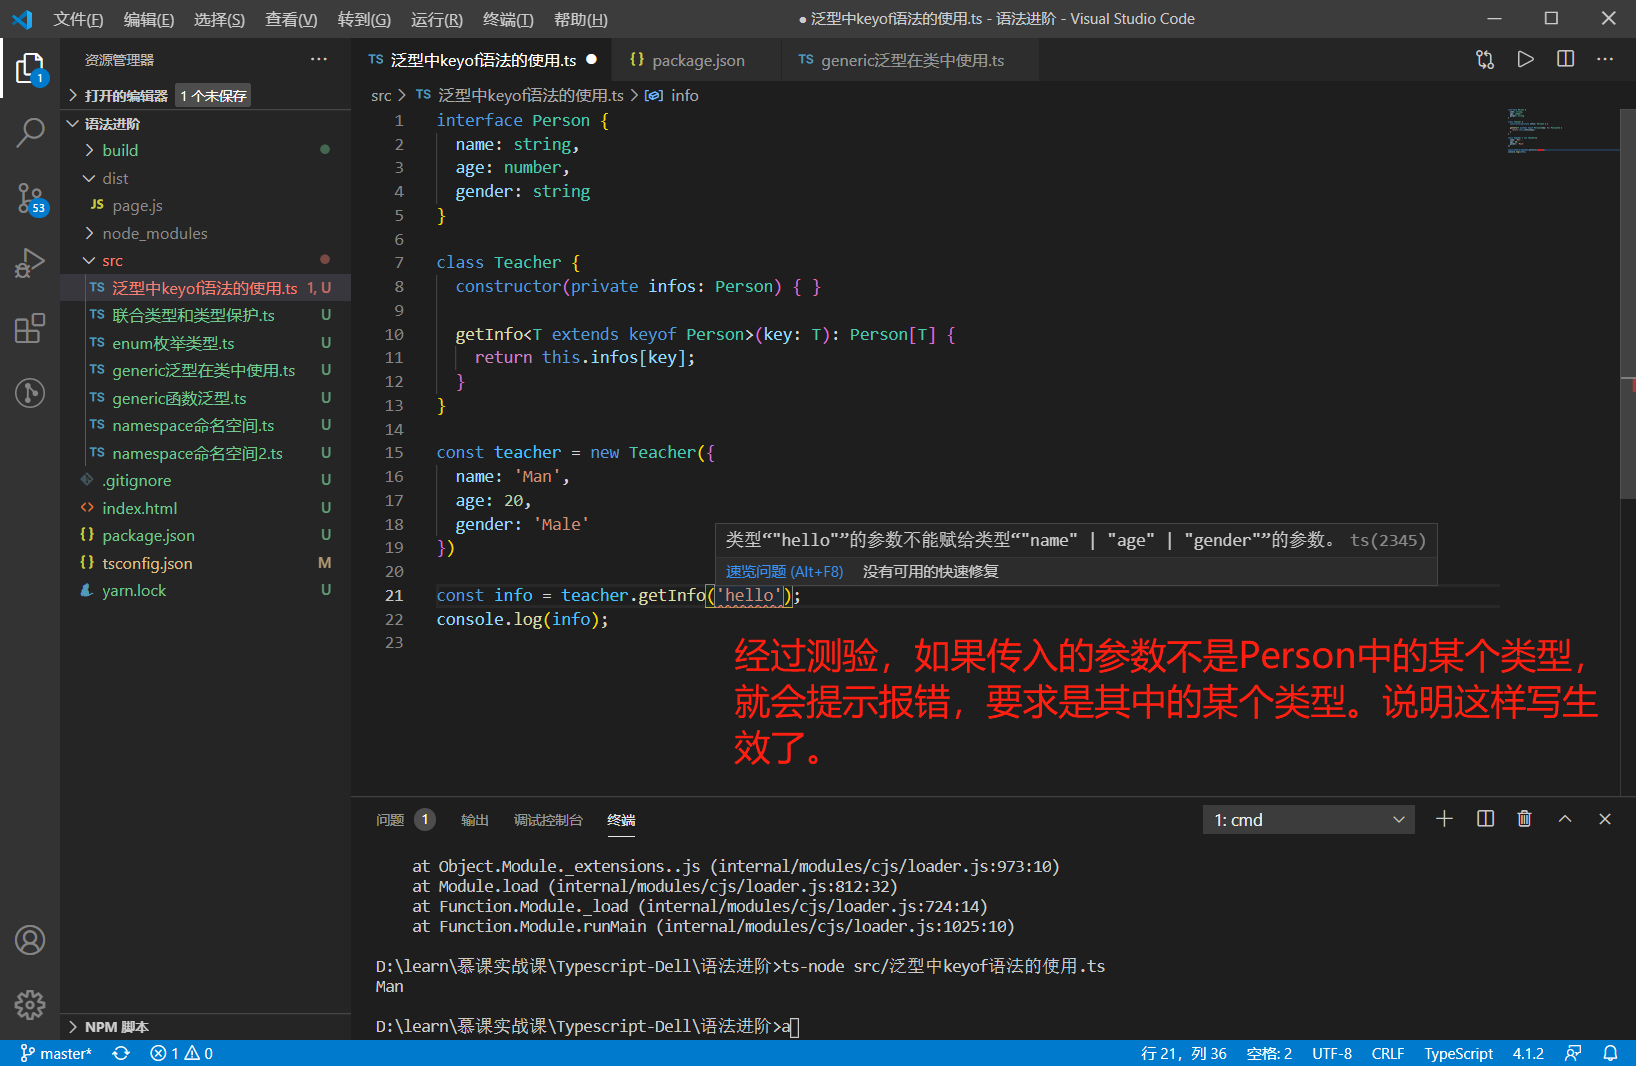 文件(F) 编辑(E) 选择(S) 查看(V) 转到(G) 运行(R) 终端(T) 帮助(H)
● 泛型中keyof语法的使用.ts - 语法进阶 - Visual Studio Code
资源管理器
打开的编辑器 1 个未保存
语法进阶
build
dist
JS page.js
node_modules
src
TS 泛型中keyof语法的使用.ts 1, U
TS 联合类型和类型保护.ts U
TS enum枚举类型.ts U
TS generic泛型在类中使用.ts U
TS generic函数泛型.ts U
TS namespace命名空间.ts U
TS namespace命名空间2.ts U
.gitignore U
<> index.html U
{} package.json U
{} tsconfig.json M
yarn.lock U
NPM 脚本
1
53
TS 泛型中keyof语法的使用.ts ● {} package.json TS generic泛型在类中使用.ts
src > TS 泛型中keyof语法的使用.ts > info
1 interface Person {
2 name: string,
3 age: number,
4 gender: string
5 }
6
7 class Teacher {
8 constructor(private infos: Person) { }
9
10 getInfo<T extends keyof Person>(key: T): Person[T] {
11 return this.infos[key];
12 }
13 }
14
15 const teacher = new Teacher({
16 name: 'Man',
17 age: 20,
18 gender: 'Male'
19 })
20
类型“"hello"”的参数不能赋给类型“"name" | "age" | "gender"”的参数。 ts(2345)
速览问题 (Alt+F8) 没有可用的快速修复
21 const info = teacher.getInfo('hello');
22 console.log(info);
23
经过测验，如果传入的参数不是Person中的某个类型，
就会提示报错，要求是其中的某个类型。说明这样写生
效了。
问题 1 输出 调试控制台 终端 1: cmd
at Object.Module._extensions..js (internal/modules/cjs/loader.js:973:10)
at Module.load (internal/modules/cjs/loader.js:812:32)
at Function.Module._load (internal/modules/cjs/loader.js:724:14)
at Function.Module.runMain (internal/modules/cjs/loader.js:1025:10)
D:\learn\慕课实战课\Typescript-Dell\语法进阶>ts-node src/泛型中keyof语法的使用.ts
Man
D:\learn\慕课实战课\Typescript-Dell\语法进阶>a
master* 1 0 行 21，列 36 空格: 2 UTF-8 CRLF TypeScript 4.1.2